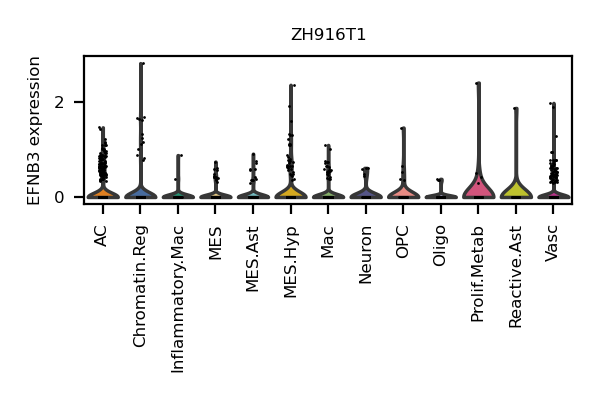 ZH916T1
EFNB3 expression
2
0
AC
Chromatin.Reg
Inflammatory.Mac
MES
MES.Ast
MES.Hyp
Mac
Neuron
OPC
Oligo
Prolif.Metab
Reactive.Ast
Vasc